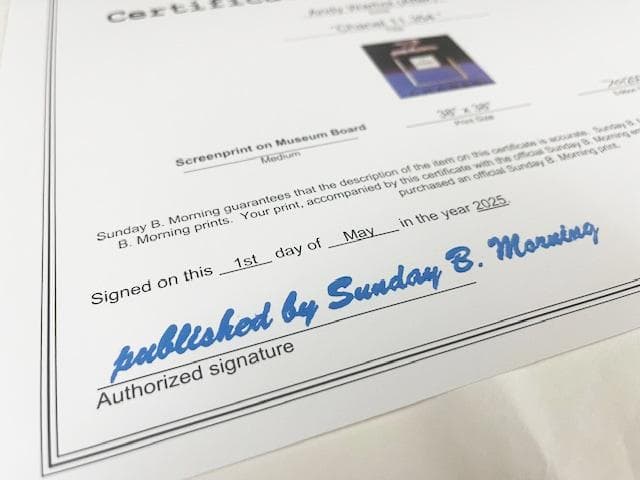 Certific
"Chanel 11.354"
38" x 38"
Print Size
Screenprint on Museum Board
Medium
Sunday B. Morning guarantees that the description of the item on this certificate is accurate. Sunday B.
B. Morning prints. Your print, accompanied by this certificate with the official Sunday B. Morning
purchased an official Sunday B. Morning print.
Signed on this 1st day of May in the year 2025.
published by Sunday B. Morning
Authorized signature